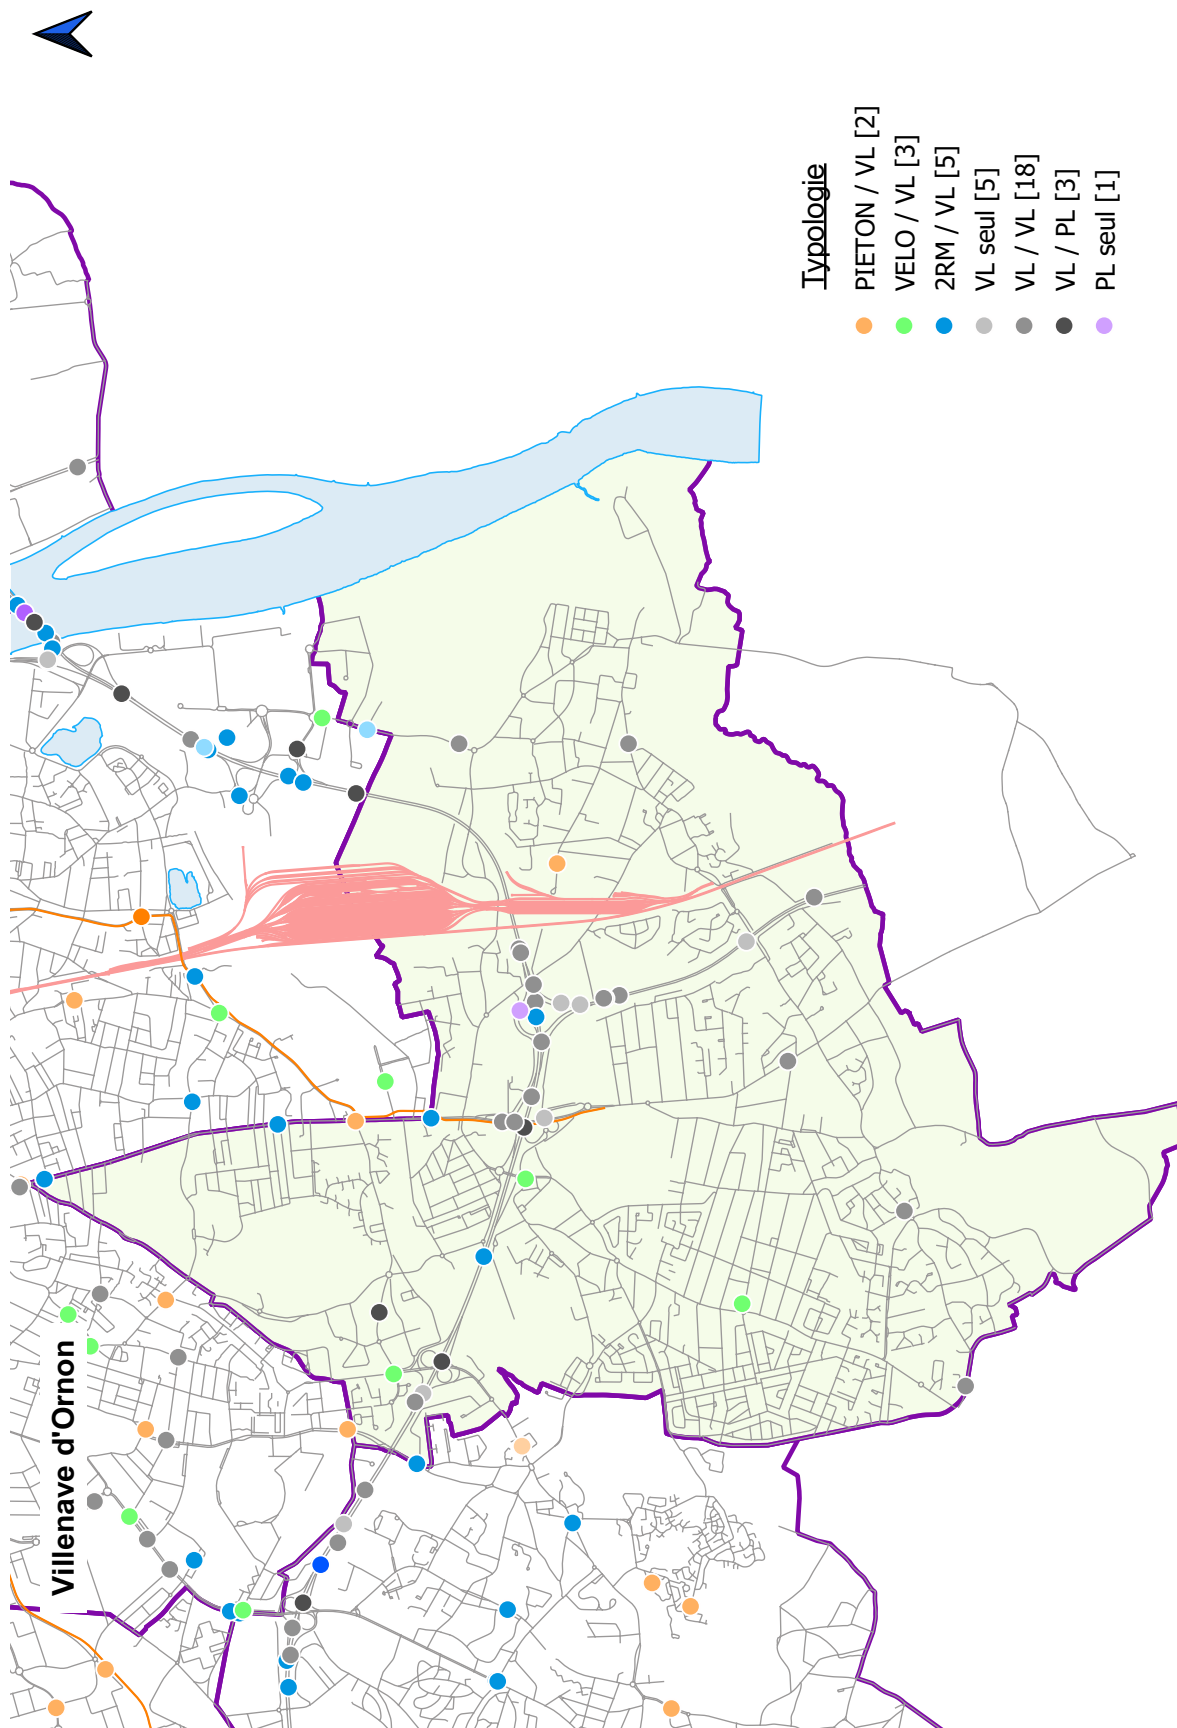 Villenave d'Ornon
Typologie
PIETON / VL [2]
VELO / VL [3]
2RM / VL [5]
VL seul [5]
VL / VL [18]
VL / PL [3]
PL seul [1]